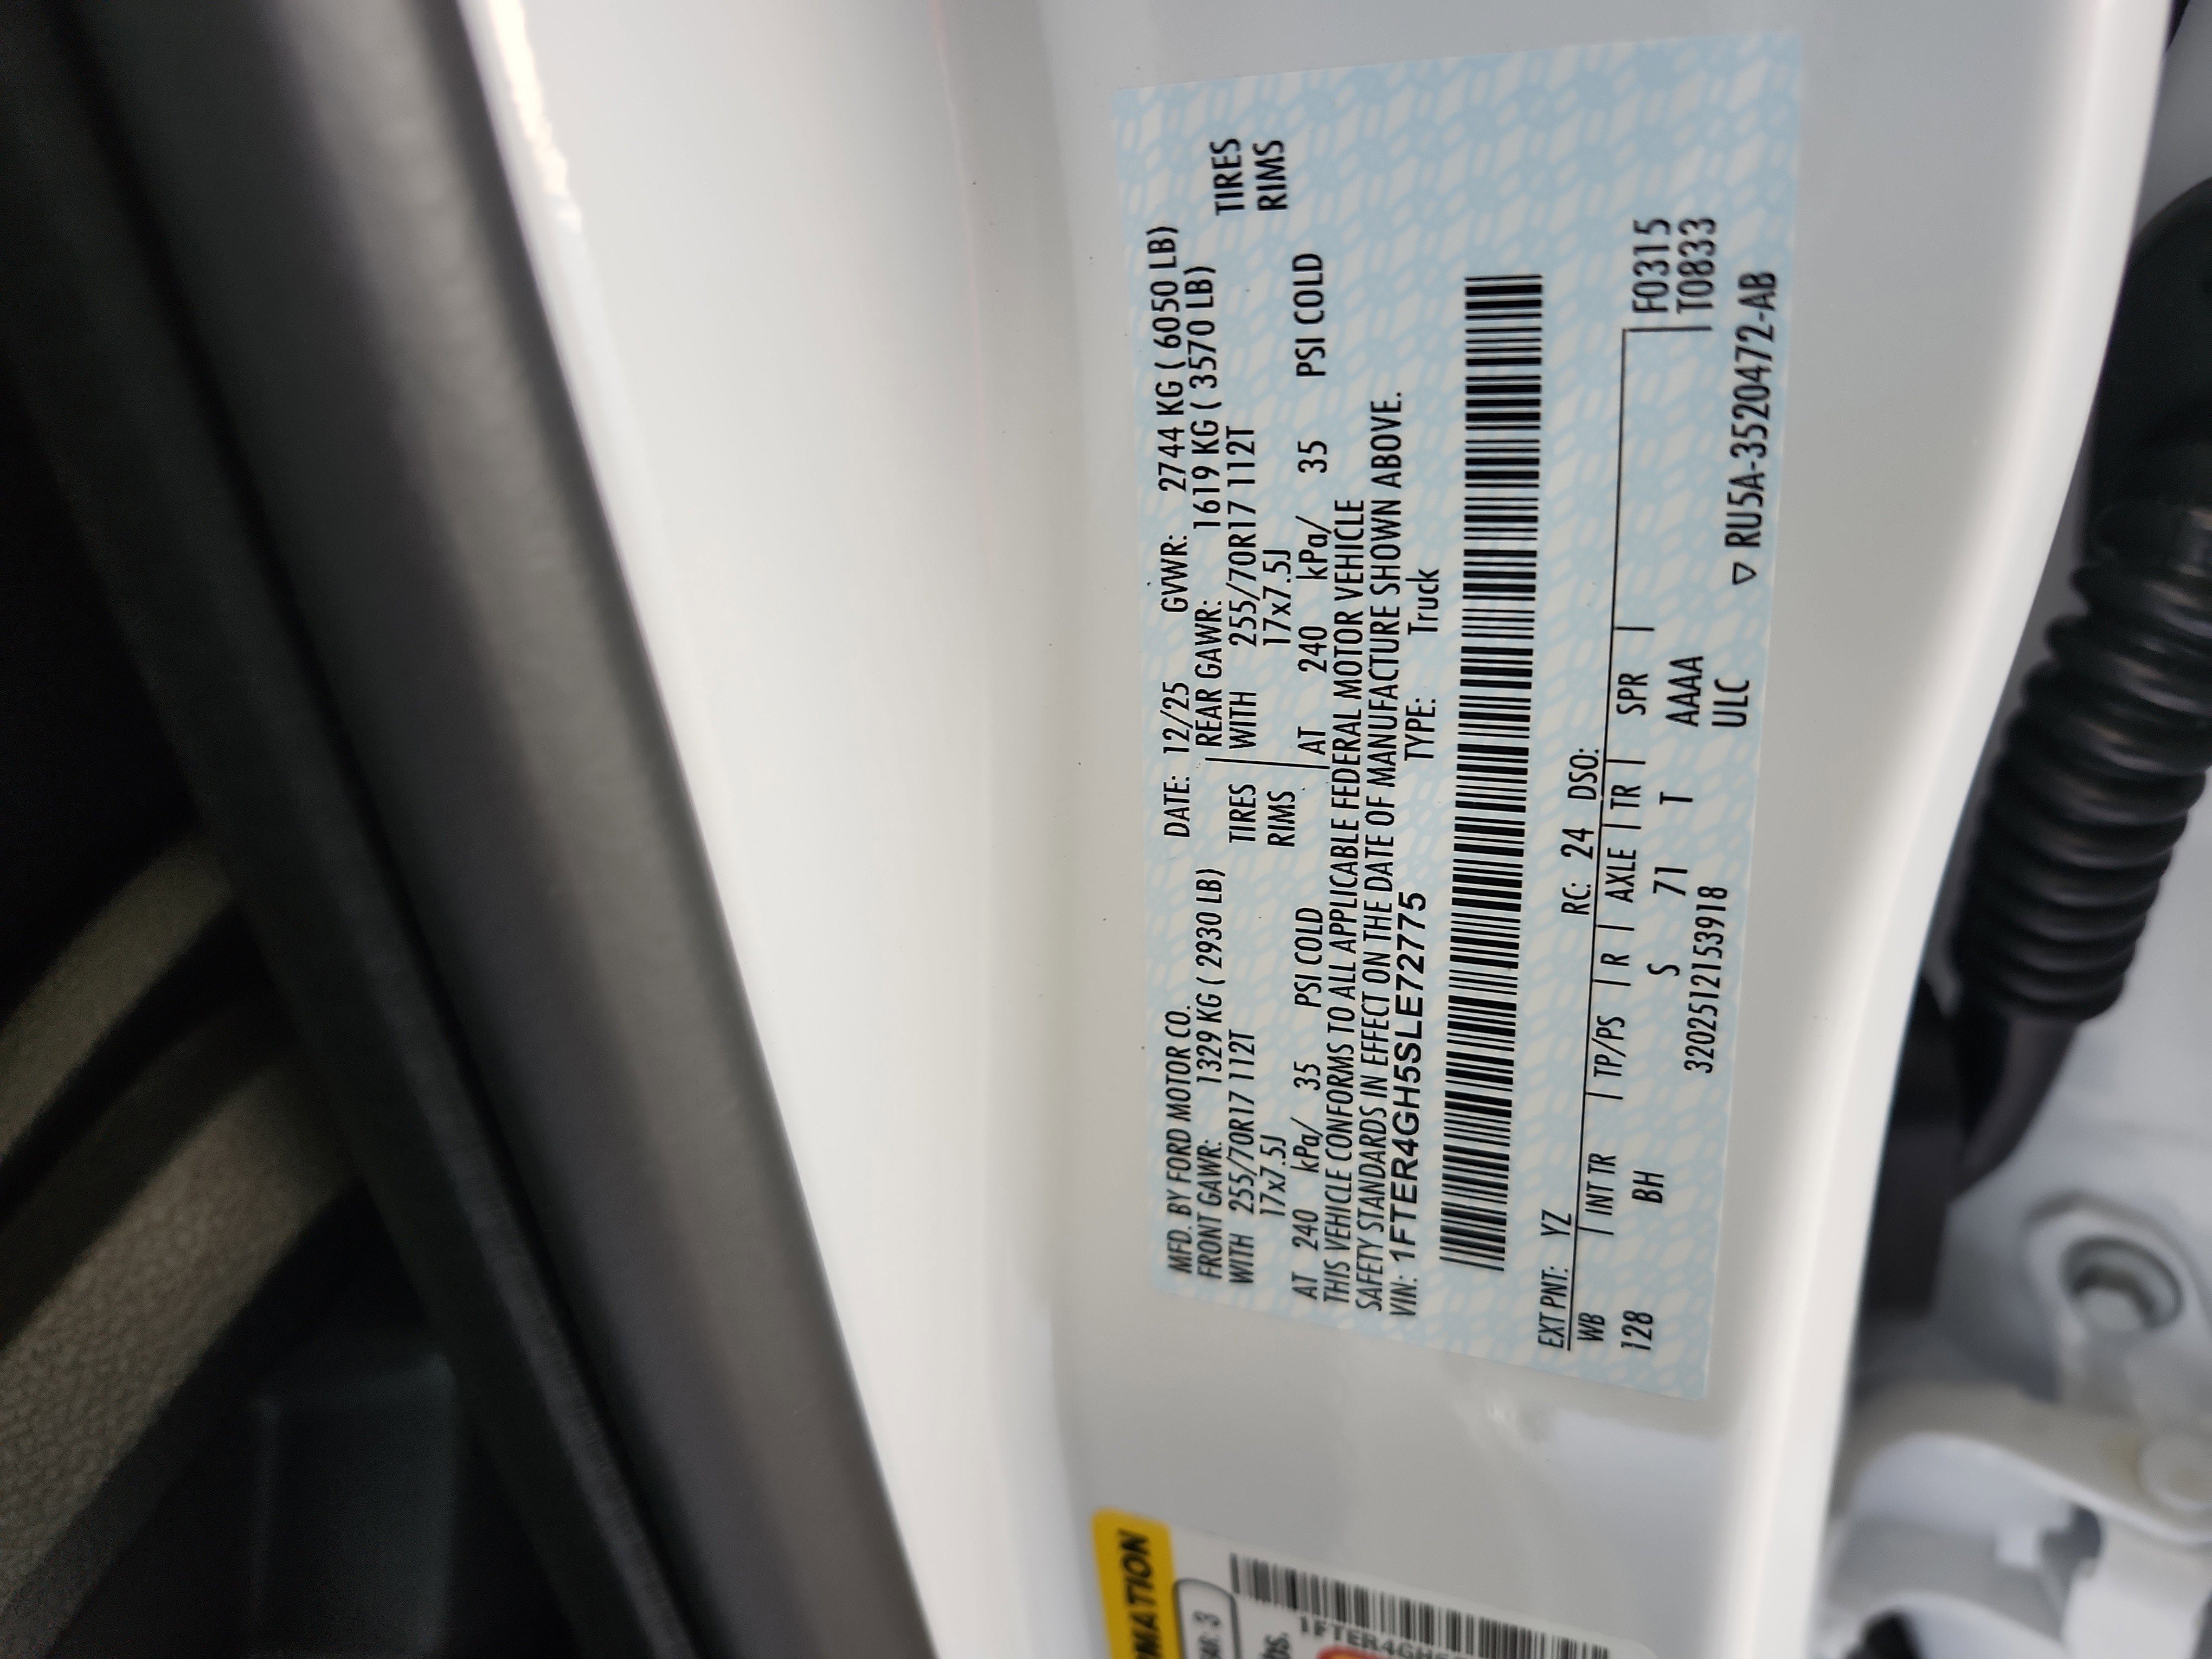 MFD. BY FORD MOTOR CO. DATE: 12/25 GVWR: 2744 KG ( 6050 LB)
FRONT GAWR: 1329 KG ( 2930 LB) REAR GAWR: 1619 KG ( 3570 LB)
WITH 255/70R17 112T TIRES WITH 255/70R17 112T TIRES
17x7.5J RIMS 17x7.5J RIMS
AT 240 kPa/ 35 PSI COLD AT 240 kPa/ 35 PSI COLD
THIS VEHICLE CONFORMS TO ALL APPLICABLE FEDERAL MOTOR VEHICLE
SAFETY STANDARDS IN EFFECT ON THE DATE OF MANUFACTURE SHOWN ABOVE.
VIN: 1FTER4GH5SLE72775 TYPE: Truck
EXT PNT: YZ RC: 24 DSO:
WB | INT TR | TP/PS | R | AXLE | TR | SPR | F0315
128 BH S 71 T AAAA T0833
3202512153918 ULC ▽ RU5A-3520472-AB
3
1FTER4GH5